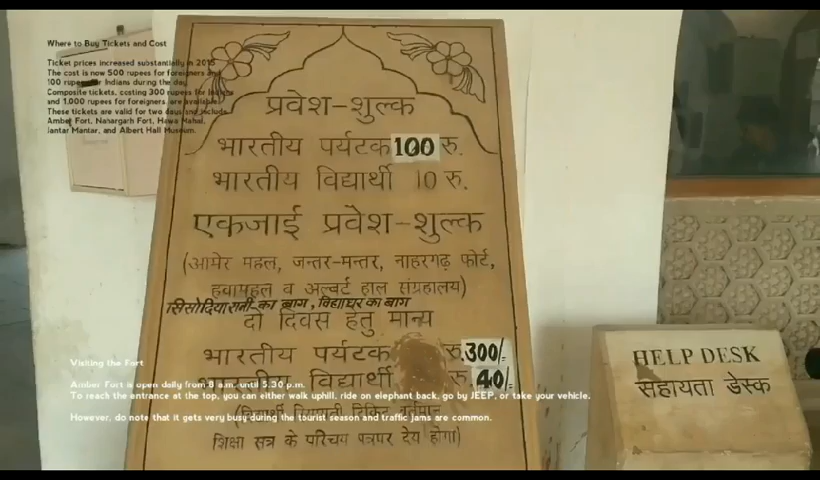 Where to Buy Tickets and Cost
Ticket prices increased substantially in 2015
The cost is now 500 rupees for foreigners and
100 rupees for Indians during the day
Composite tickets, costing 300 rupees for Indians
and 1,000 rupees for foreigners, are available
These tickets are valid for two days and include
Amber Fort, Nahargarh Fort, Hawa Mahal,
Jantar Mantar, and Albert Hall Museum.
प्रवेश-शुल्क
भारतीय पर्यटक 100 रु.
भारतीय विद्यार्थी 10 रु.
एकजाई प्रवेश-शुल्क
(आमेर महल, जन्तर-मन्तर, नाहरगढ़ फोर्ट,
हवामहल व अल्बर्ट हाल संग्रहालय)
सिसोदिया रानी का बाग, विद्याधर का बाग
दो दिवस हेतु मान्य
भारतीय पर्यटक रु. 300/-
भारतीय विद्यार्थी रु. 40/-
शिक्षा सत्र के परिचय पत्र पर देय होगा)
HELP DESK
सहायता डेस्क
Visiting the Fort
Amber Fort is open daily from 8 a.m. until 5.30 p.m.
To reach the entrance at the top, you can either walk uphill, ride on elephant back, go by JEEP, or take your vehicle.
However, do note that it gets very busy during the tourist season and traffic jams are common.